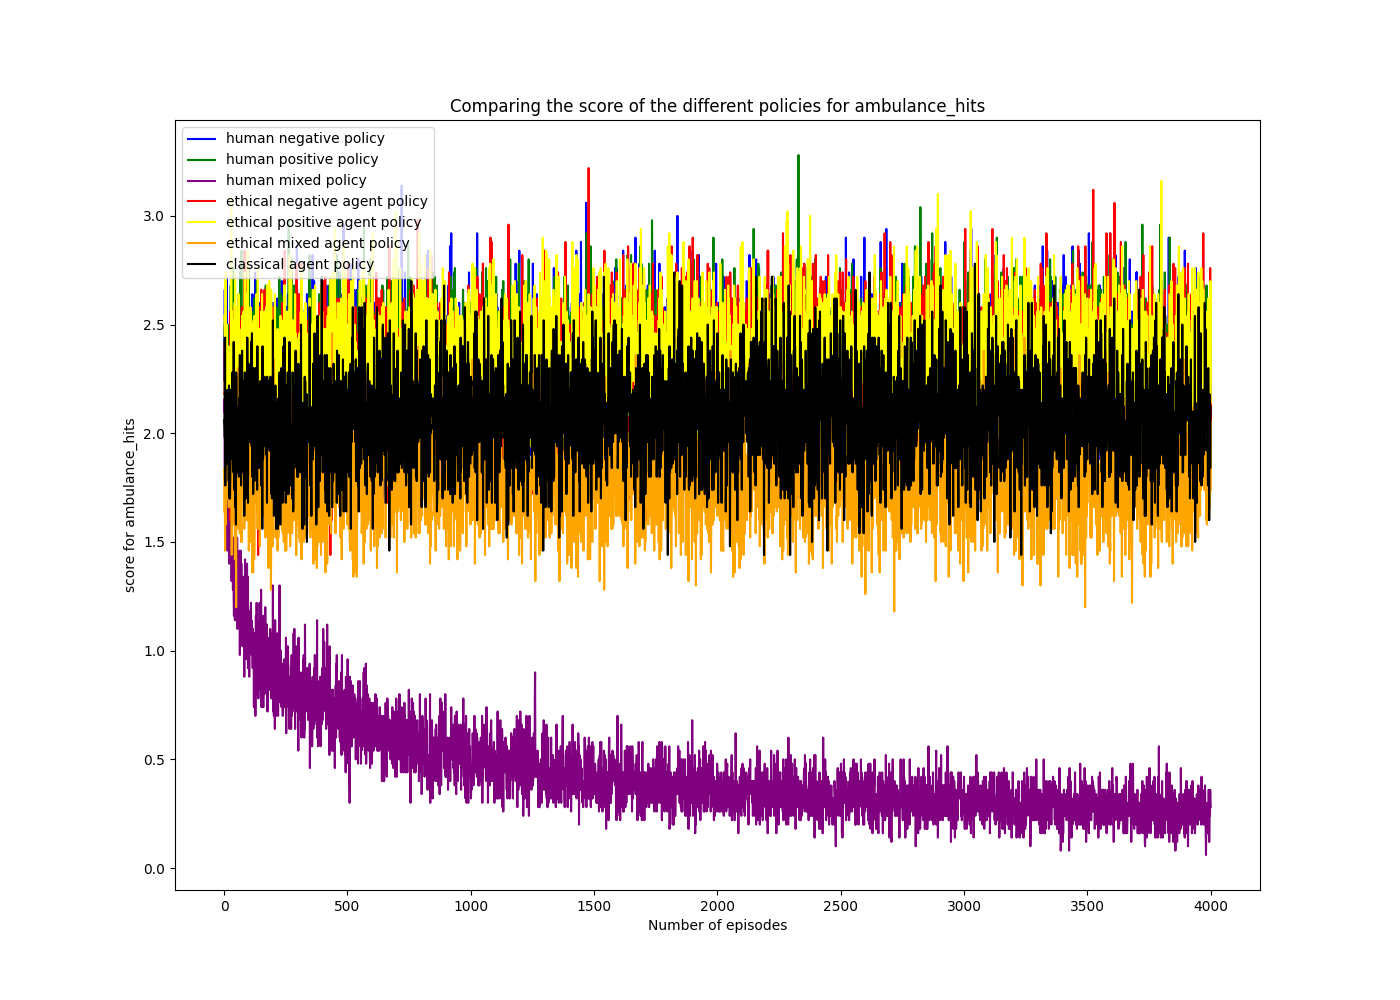 Comparing the score of the different policies for ambulance_hits
human negative policy
human positive policy
human mixed policy
ethical negative agent policy
ethical positive agent policy
ethical mixed agent policy
classical agent policy
score for ambulance_hits
3.0
2.5
2.0
1.5
1.0
0.5
0.0
0 500 1000 1500 2000 2500 3000 3500 4000
Number of episodes